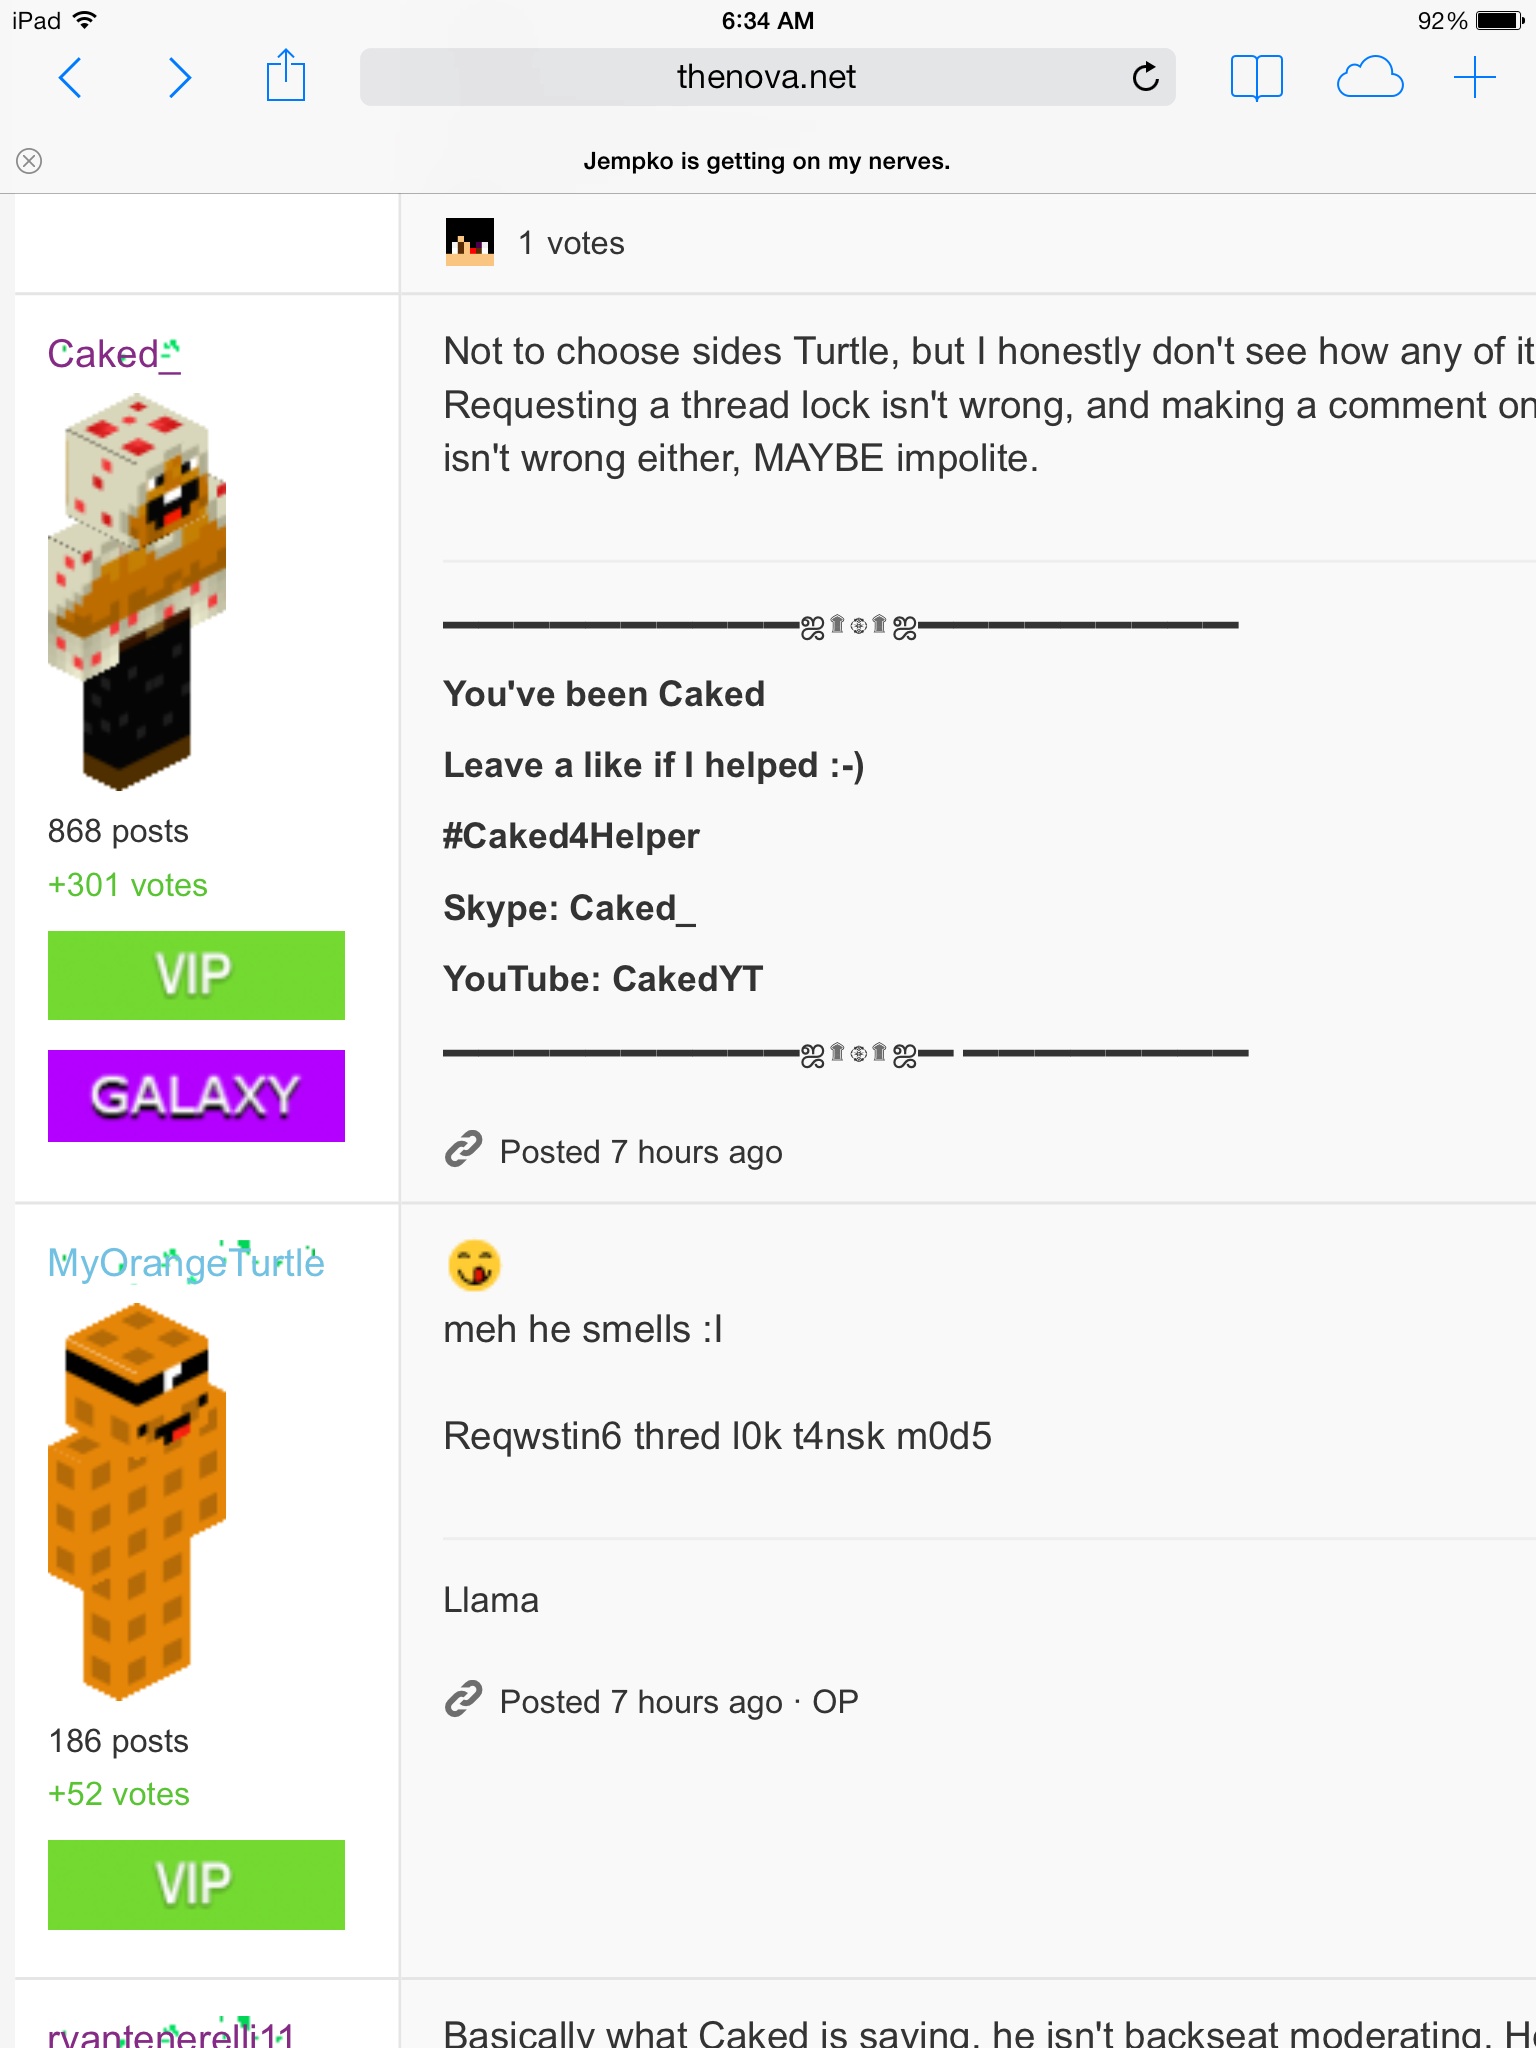 iPad 6:34 AM 92%
thenova.net
Jempko is getting on my nerves.
1 votes
Caked_
868 posts
+301 votes
VIP
GALAXY
Not to choose sides Turtle, but I honestly don't see how any of it
Requesting a thread lock isn't wrong, and making a comment on
isn't wrong either, MAYBE impolite.
▬▬▬▬▬▬▬▬▬▬ஜ۩۞۩ஜ▬▬▬▬▬▬▬▬▬
You've been Caked
Leave a like if I helped :-)
#Caked4Helper
Skype: Caked_
YouTube: CakedYT
▬▬▬▬▬▬▬▬▬▬ஜ۩۞۩ஜ▬ ▬▬▬▬▬▬▬▬
Posted 7 hours ago
MyOrangeTurtle
186 posts
+52 votes
VIP
😋
meh he smells :I
Reqwstin6 thred l0k t4nsk m0d5
Llama
Posted 7 hours ago · OP
ryantenerelli11
Basically what Caked is saying, he isn't backseat moderating. He